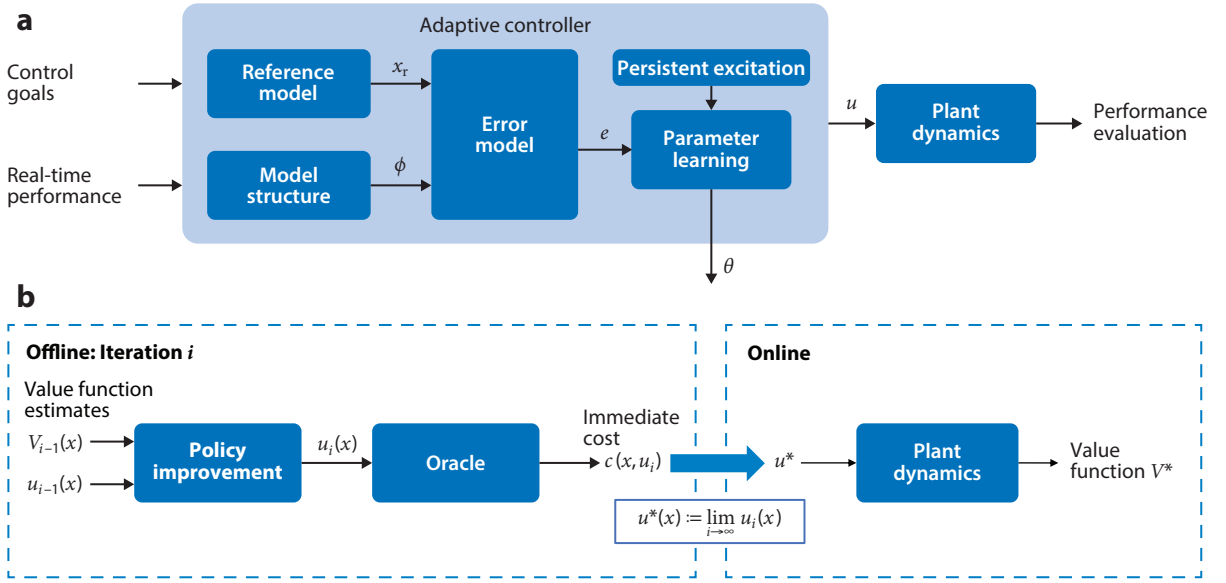 a
Adaptive controller
Control
goals
Reference
model
x_r
Error
model
Persistent excitation
Parameter
learning
e
u
Plant
dynamics
Performance
evaluation
Real-time
performance
Model
structure
ϕ
θ
b
Offline: Iteration i
Online
Value function
estimates
V_{i−1}(x)
u_{i−1}(x)
Policy
improvement
u_i(x)
Oracle
Immediate
cost
c(x, u_i)
u*
Plant
dynamics
Value
function V*
u*(x) := lim_{i→∞} u_i(x)